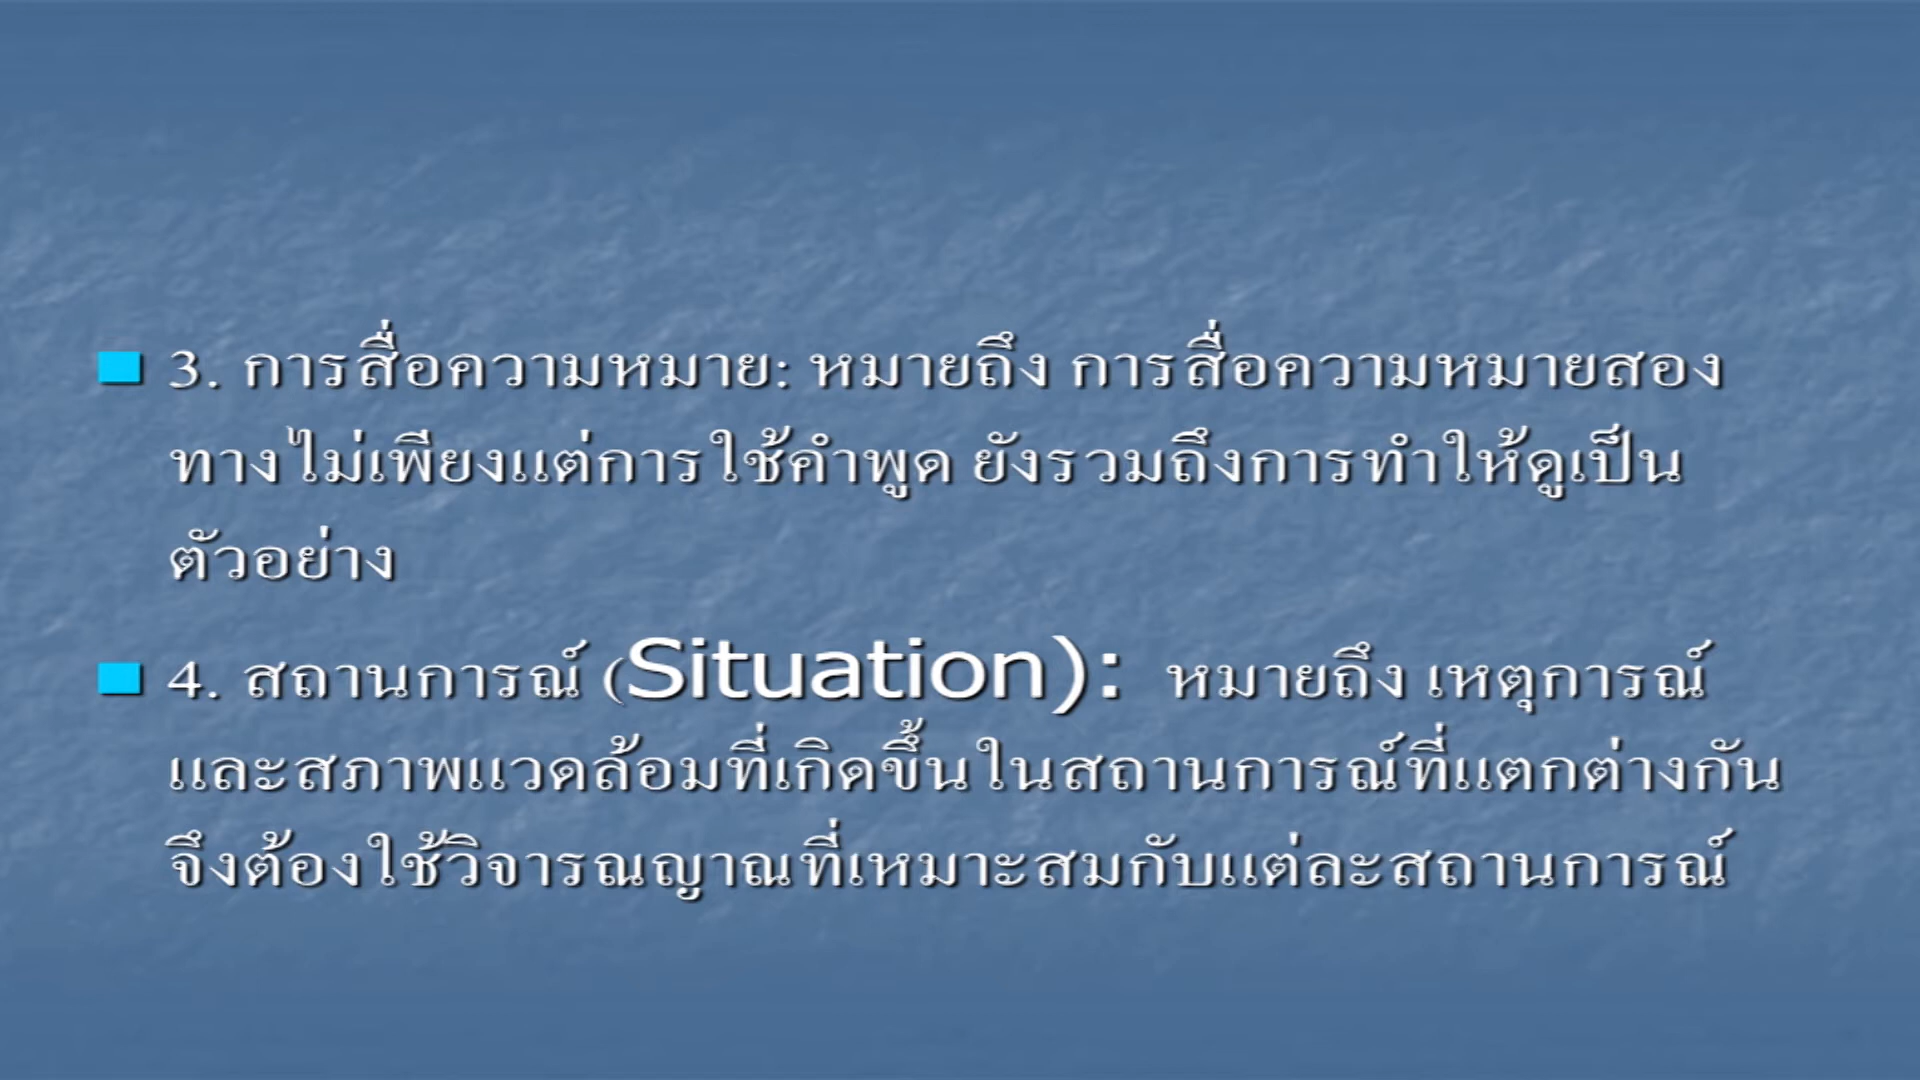 3. การสื่อความหมาย: หมายถึง การสื่อความหมายสอง
ทางไม่เพียงแต่การใช้คำพูด ยังรวมถึงการทำให้ดูเป็น
ตัวอย่าง
4. สถานการณ์ (Situation): หมายถึง เหตุการณ์
และสภาพแวดล้อมที่เกิดขึ้นในสถานการณ์ที่แตกต่างกัน
จึงต้องใช้วิจารณญาณที่เหมาะสมกับแต่ละสถานการณ์